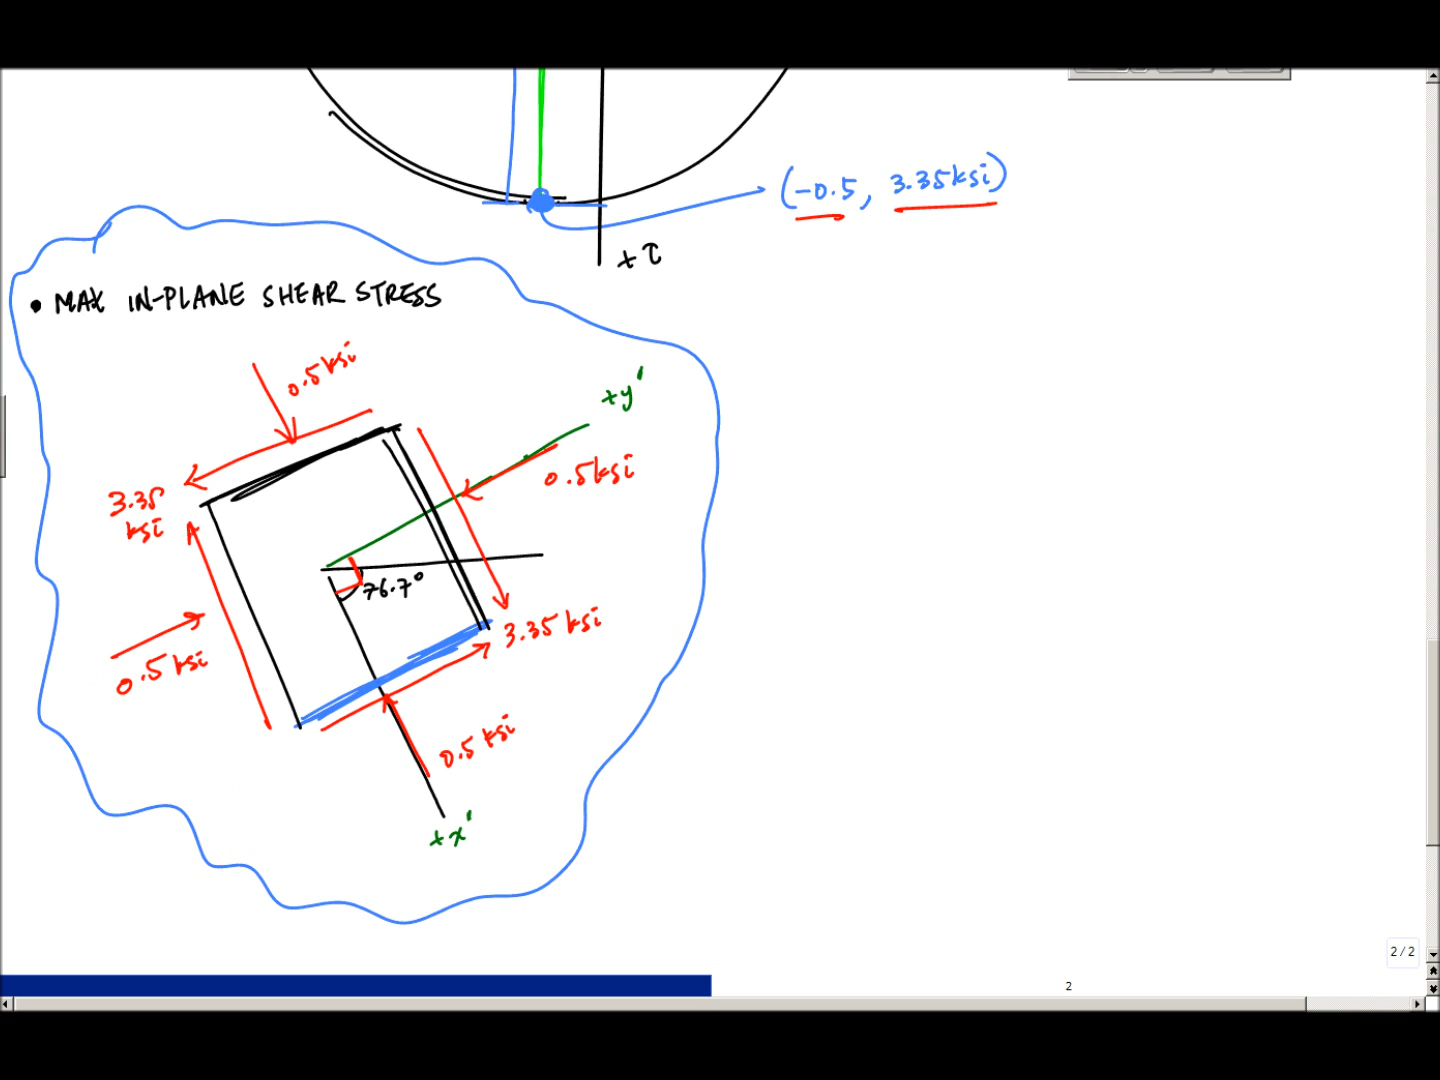 (-0.5, 3.35ksi)
+τ
• MAX IN-PLANE SHEAR STRESS
0.5ksi
+y'
0.5ksi
3.35
ksi
76.7°
3.35 ksi
0.5 ksi
0.5 ksi
+x'
2 / 2
2